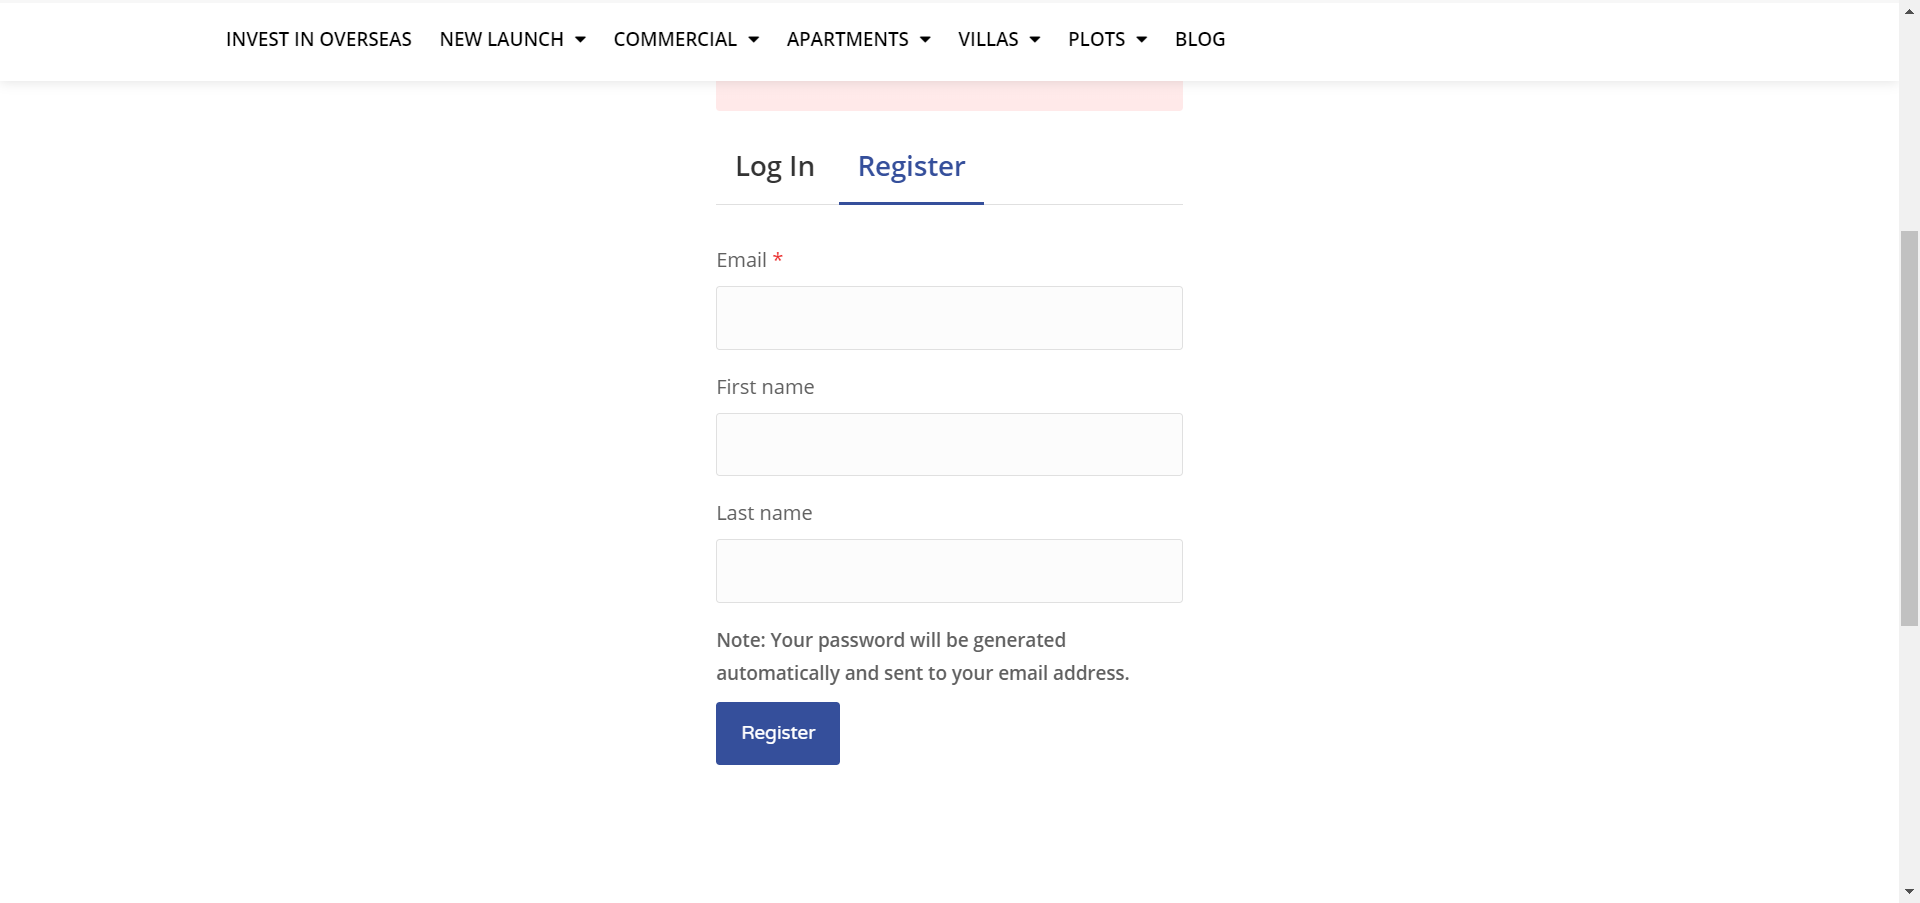 INVEST IN OVERSEAS NEW LAUNCH COMMERCIAL APARTMENTS VILLAS PLOTS BLOG
Log In Register
Email *
First name
Last name
Note: Your password will be generated
automatically and sent to your email address.
Register